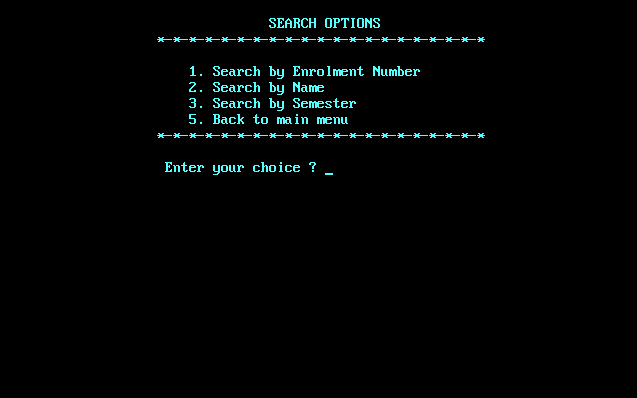 SEARCH OPTIONS
*-*-*-*-*-*-*-*-*-*-*-*-*-*-*-*-*-*-*-*-*
1. Search by Enrolment Number
2. Search by Name
3. Search by Semester
5. Back to main menu
*-*-*-*-*-*-*-*-*-*-*-*-*-*-*-*-*-*-*-*-*
Enter your choice ? _